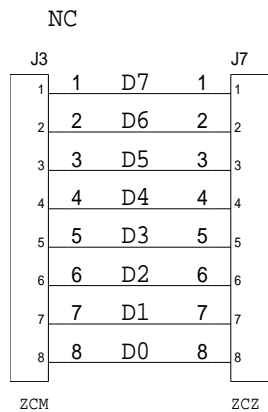 NC
J3 J7
1 1 D7 1 1
2 2 D6 2 2
3 3 D5 3 3
4 4 D4 4 4
5 5 D3 5 5
6 6 D2 6 6
7 7 D1 7 7
8 8 D0 8 8
ZCM ZCZ